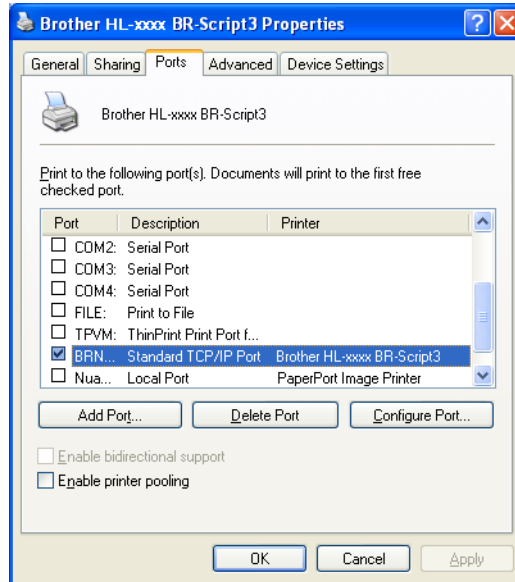 Brother HL-xxxx BR-Script3 Properties
General Sharing Ports Advanced Device Settings
Brother HL-xxxx BR-Script3
Print to the following port(s). Documents will print to the first free
checked port.
Port Description Printer
COM2: Serial Port
COM3: Serial Port
COM4: Serial Port
FILE: Print to File
TPVM: ThinPrint Print Port f...
BRN... Standard TCP/IP Port Brother HL-xxxx BR-Script3
Nua... Local Port PaperPort Image Printer
Add Port... Delete Port Configure Port...
Enable bidirectional support
Enable printer pooling
OK Cancel Apply